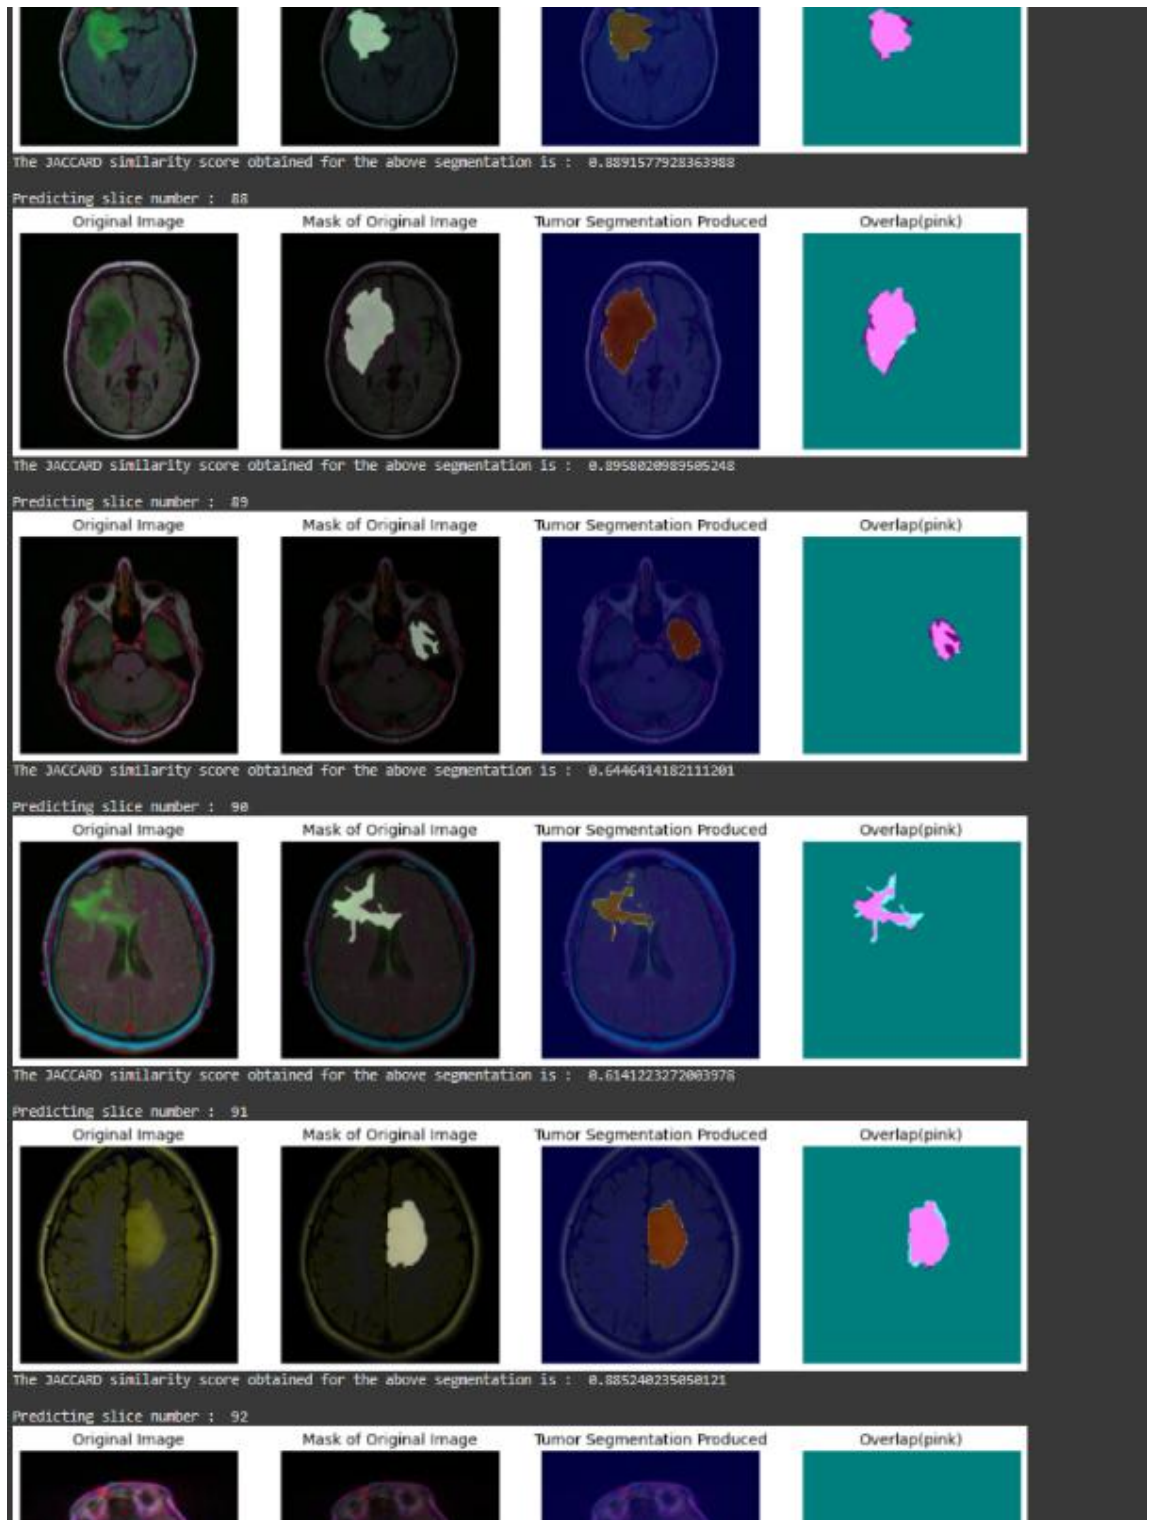 The JACCARD similarity score obtained for the above segmentation is :  0.8891577928363988
Predicting slice number :  88
Original Image Mask of Original Image Tumor Segmentation Produced Overlap(pink)
The JACCARD similarity score obtained for the above segmentation is :  0.8958020989505248
Predicting slice number :  89
Original Image Mask of Original Image Tumor Segmentation Produced Overlap(pink)
The JACCARD similarity score obtained for the above segmentation is :  0.6446414182111201
Predicting slice number :  90
Original Image Mask of Original Image Tumor Segmentation Produced Overlap(pink)
The JACCARD similarity score obtained for the above segmentation is :  0.6141223272003978
Predicting slice number :  91
Original Image Mask of Original Image Tumor Segmentation Produced Overlap(pink)
The JACCARD similarity score obtained for the above segmentation is :  0.885240235050121
Predicting slice number :  92
Original Image Mask of Original Image Tumor Segmentation Produced Overlap(pink)